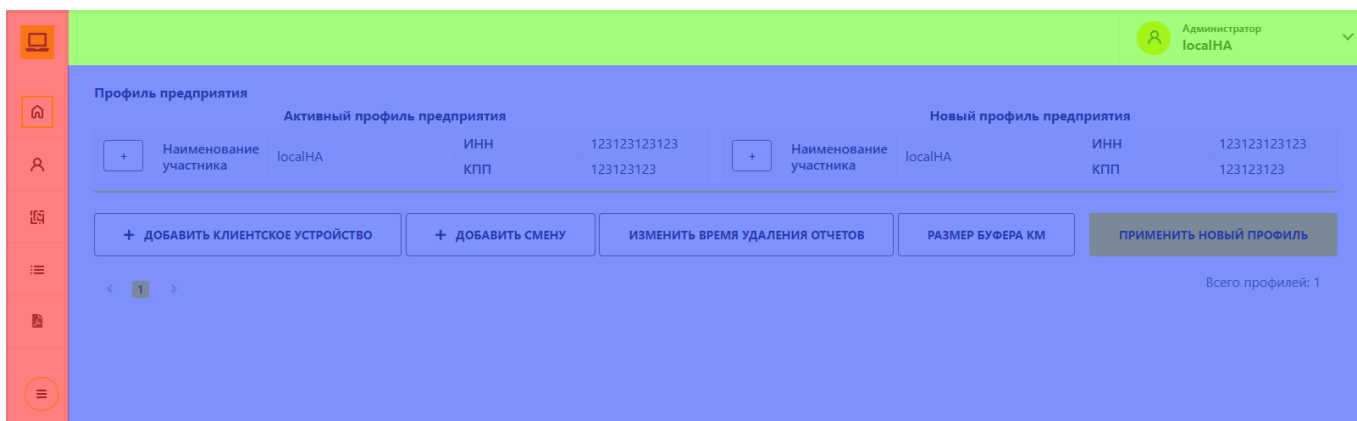 Администратор
localHA
Профиль предприятия
Активный профиль предприятия
Новый профиль предприятия
+ Наименование участника localHA ИНН 123123123123
КПП 123123123
+ Наименование участника localHA ИНН 123123123123
КПП 123123123
+ ДОБАВИТЬ КЛИЕНТСКОЕ УСТРОЙСТВО
+ ДОБАВИТЬ СМЕНУ
ИЗМЕНИТЬ ВРЕМЯ УДАЛЕНИЯ ОТЧЕТОВ
РАЗМЕР БУФЕРА КМ
ПРИМЕНИТЬ НОВЫЙ ПРОФИЛЬ
< 1 >
Всего профилей: 1